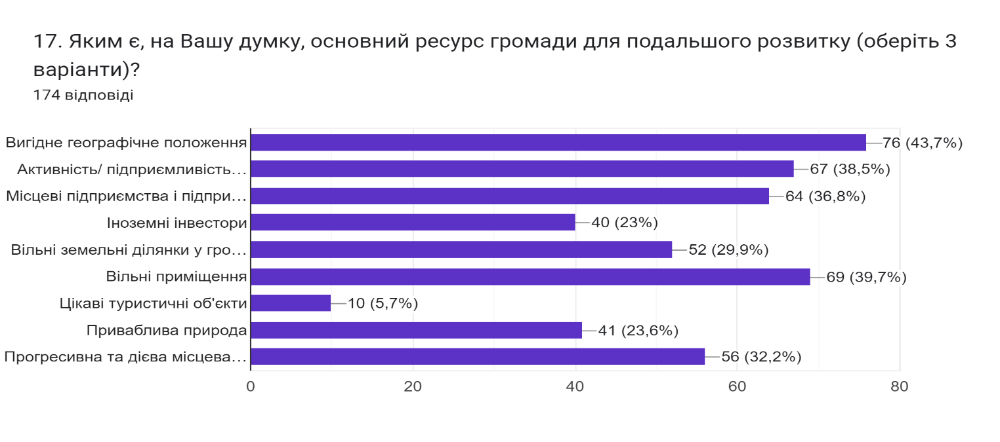 17. Яким є, на Вашу думку, основний ресурс громади для подальшого розвитку (оберіть 3
варіанти)?
174 відповіді
Вигідне географічне положення 76 (43,7%)
Активність/ підприємливість… 67 (38,5%)
Місцеві підприємства і підпри… 64 (36,8%)
Іноземні інвестори 40 (23%)
Вільні земельні ділянки у гро… 52 (29,9%)
Вільні приміщення 69 (39,7%)
Цікаві туристичні об'єкти 10 (5,7%)
Приваблива природа 41 (23,6%)
Прогресивна та дієва місцева… 56 (32,2%)
0 20 40 60 80